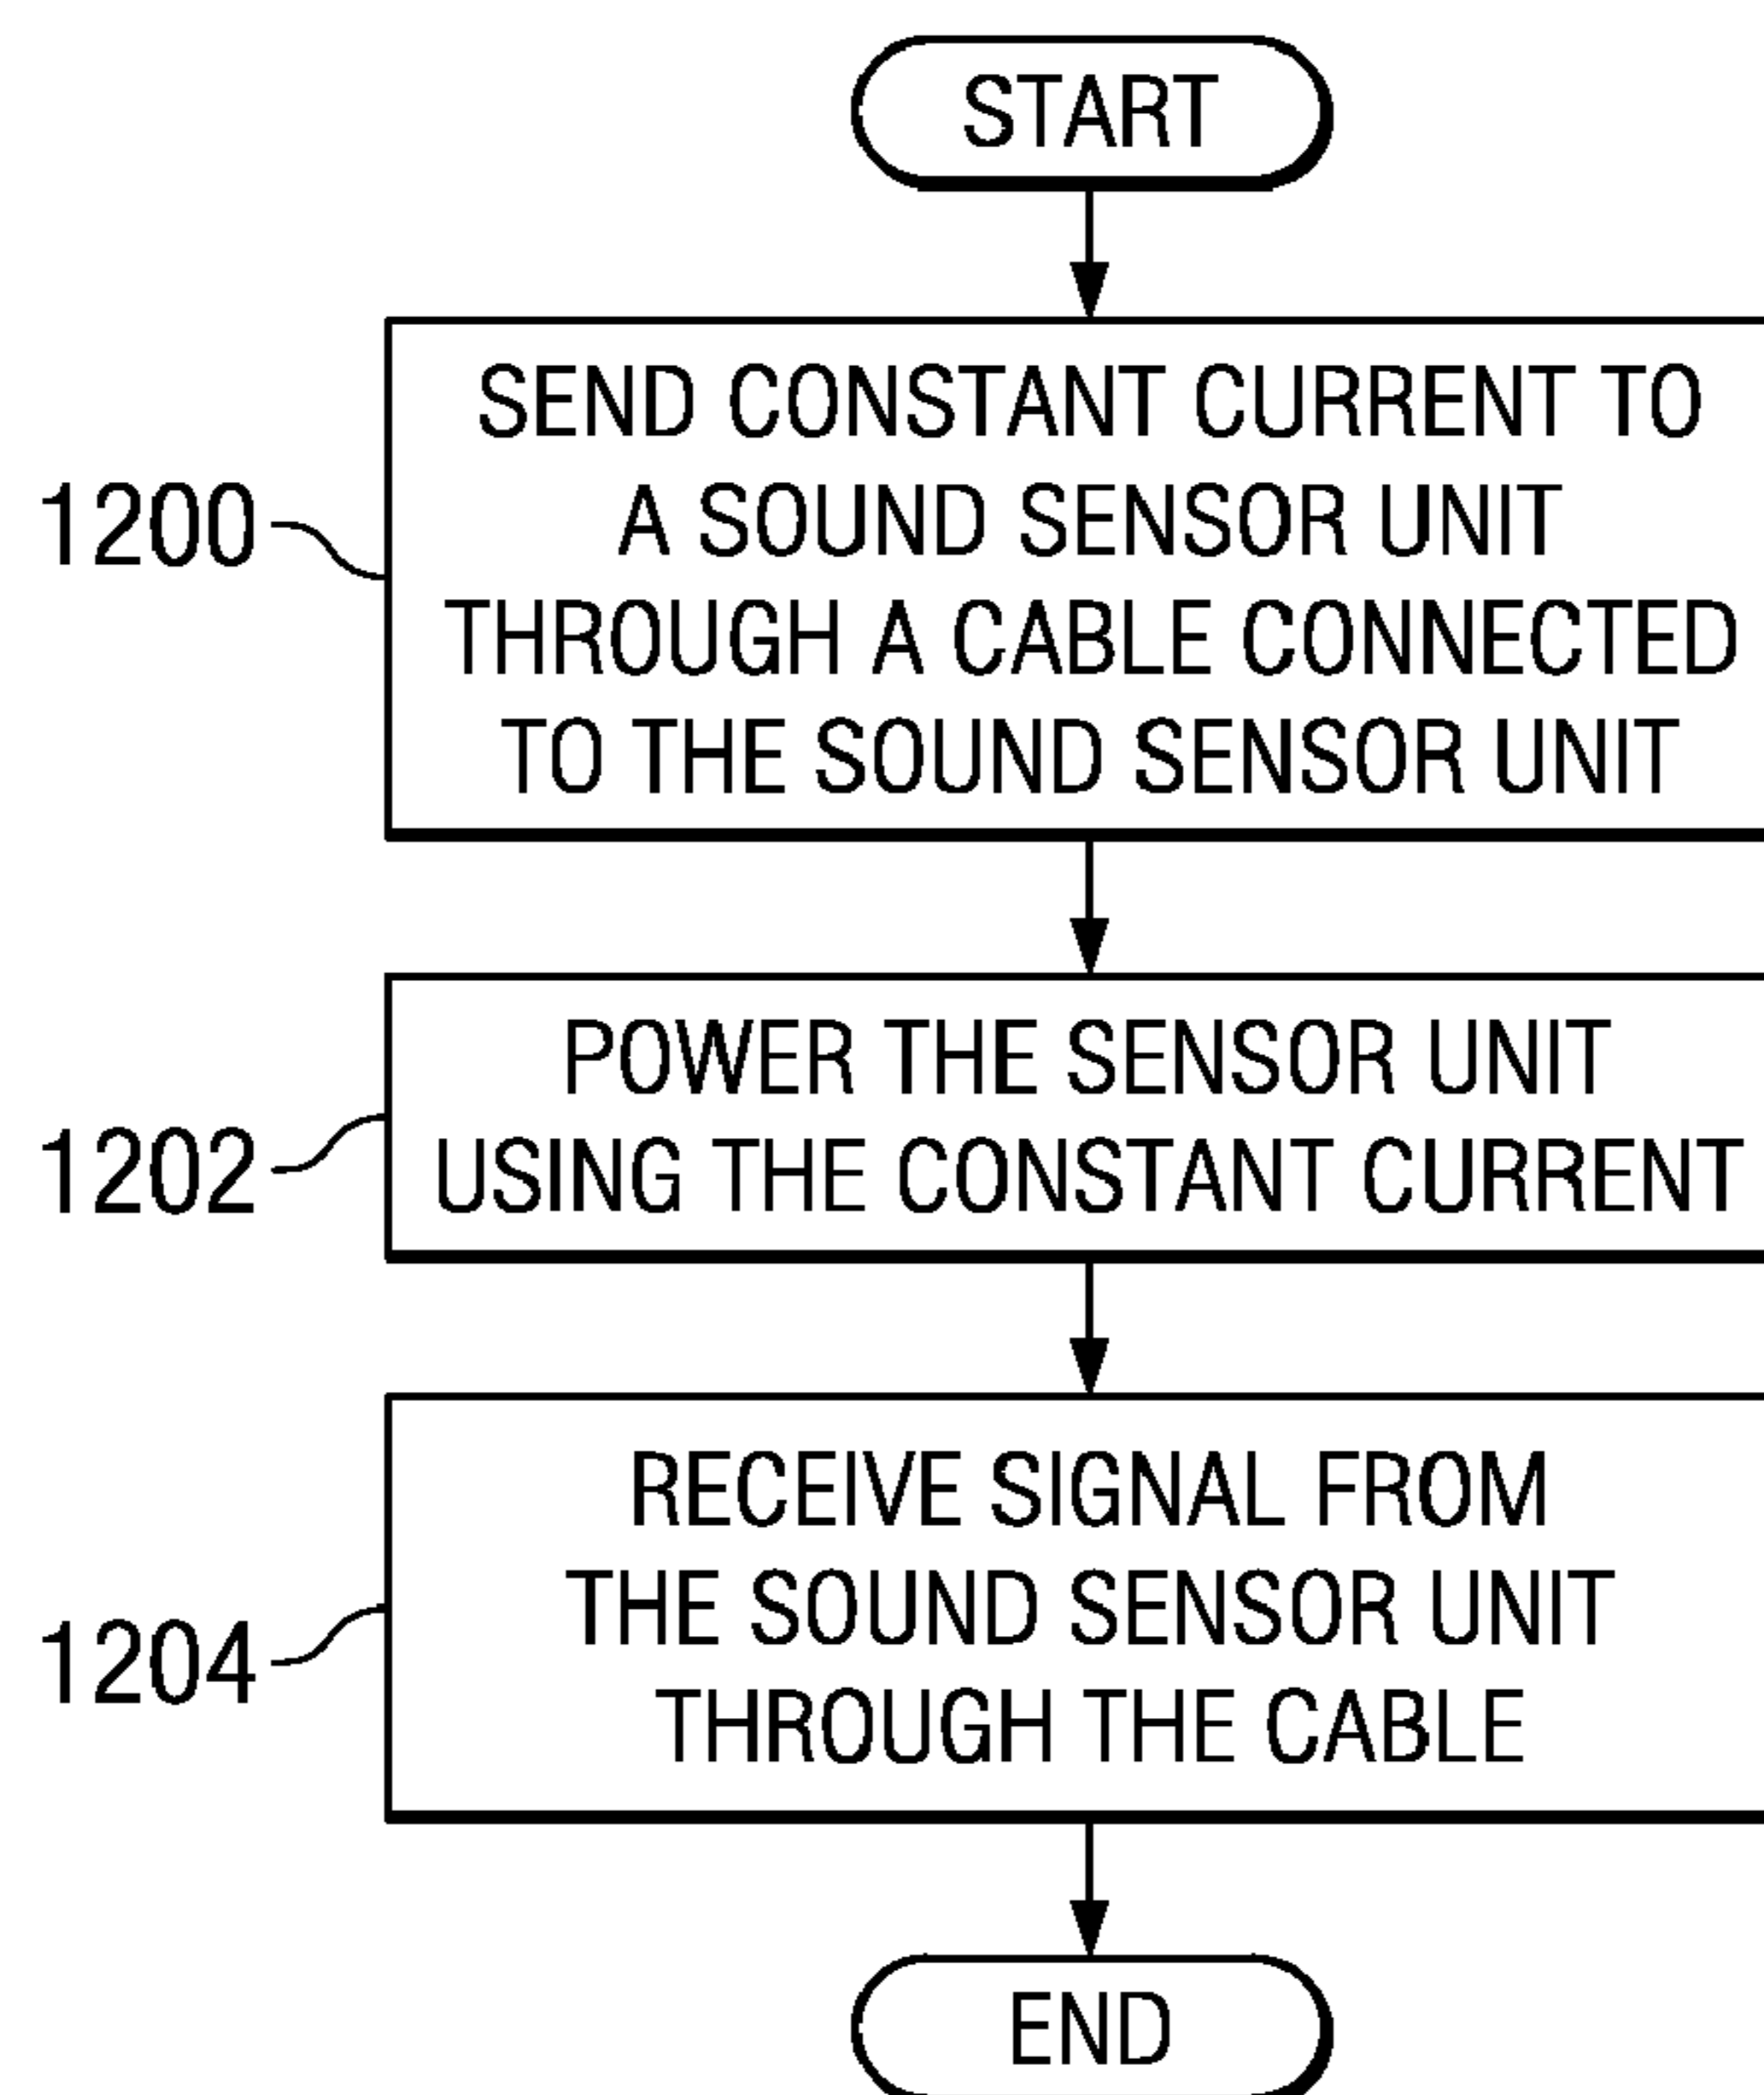 START
SEND CONSTANT CURRENT TO
A SOUND SENSOR UNIT
THROUGH A CABLE CONNECTED
TO THE SOUND SENSOR UNIT
1200
POWER THE SENSOR UNIT
USING THE CONSTANT CURRENT
1202
RECEIVE SIGNAL FROM
THE SOUND SENSOR UNIT
THROUGH THE CABLE
1204
END